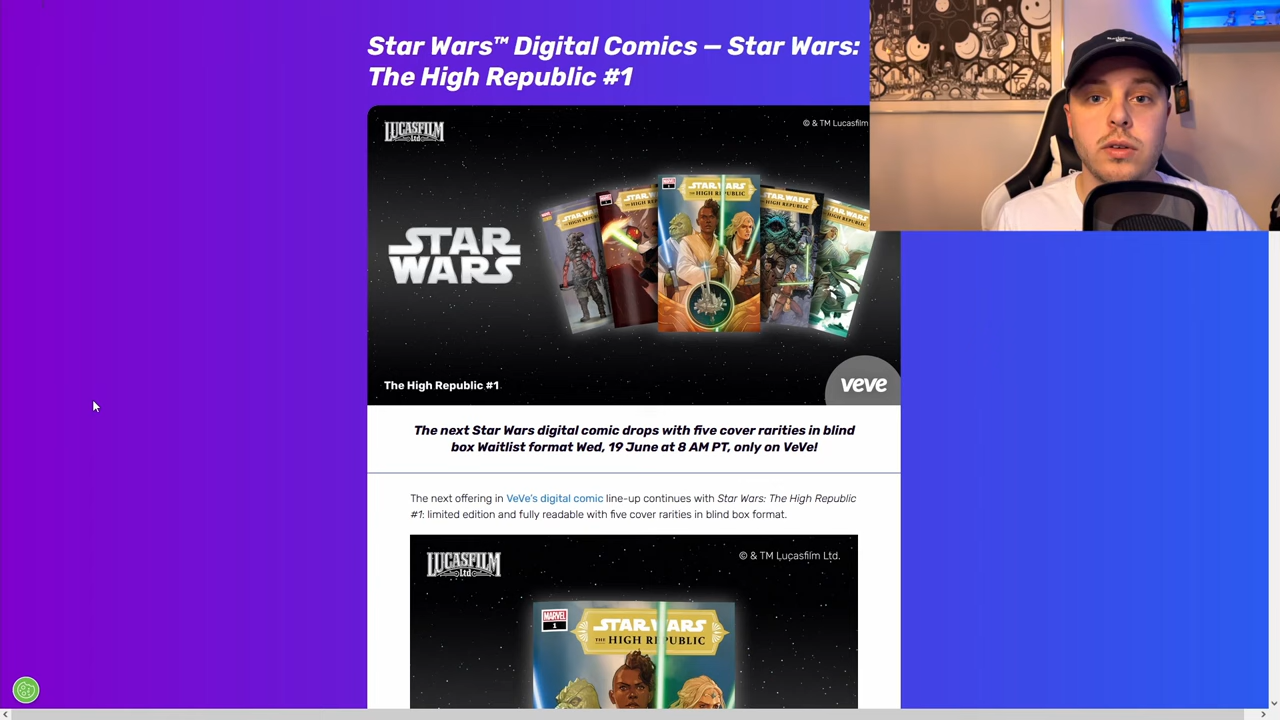 Star Wars™ Digital Comics — Star Wars:
The High Republic #1
LUCASFILM
Ltd
© & TM Lucasfilm
STAR WARS
THE HIGH REPUBLIC
STAR
WARS
The High Republic #1
veve
The next Star Wars digital comic drops with five cover rarities in blind
box Waitlist format Wed, 19 June at 8 AM PT, only on VeVe!
The next offering in VeVe's digital comic line-up continues with Star Wars: The High Republic
#1: limited edition and fully readable with five cover rarities in blind box format.
LUCASFILM
Ltd
© & TM Lucasfilm Ltd.
MARVEL
1
STAR WARS
THE HIGH REPUBLIC